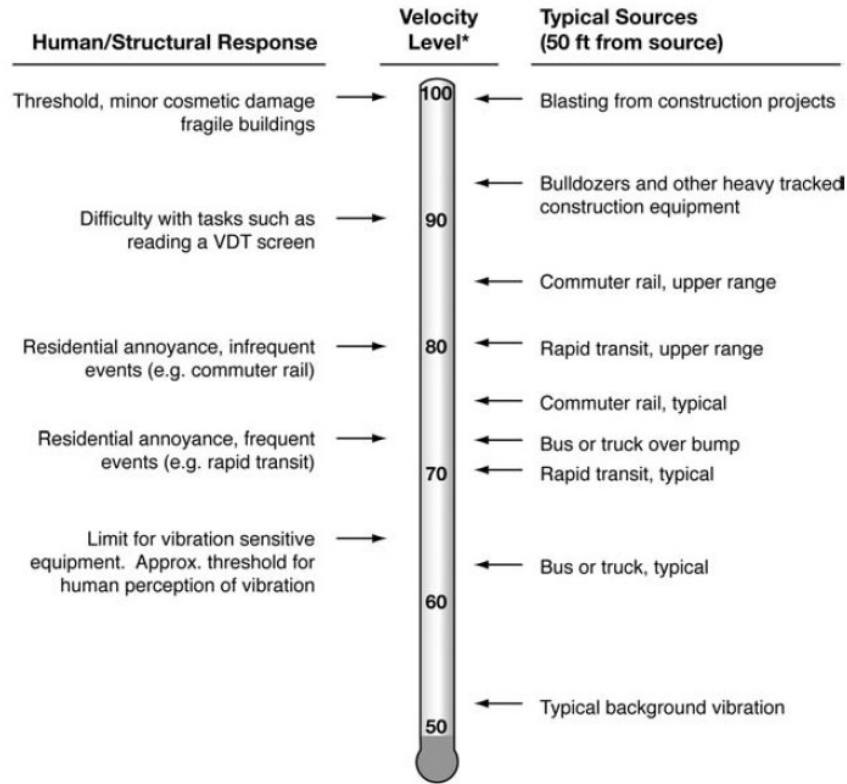 Human/Structural Response
Velocity
Level*
Typical Sources
(50 ft from source)
Threshold, minor cosmetic damage
fragile buildings
100
Blasting from construction projects
Bulldozers and other heavy tracked
construction equipment
Difficulty with tasks such as
reading a VDT screen
90
Commuter rail, upper range
Residential annoyance, infrequent
events (e.g. commuter rail)
80
Rapid transit, upper range
Commuter rail, typical
Residential annoyance, frequent
events (e.g. rapid transit)
Bus or truck over bump
70
Rapid transit, typical
Limit for vibration sensitive
equipment. Approx. threshold for
human perception of vibration
Bus or truck, typical
60
Typical background vibration
50